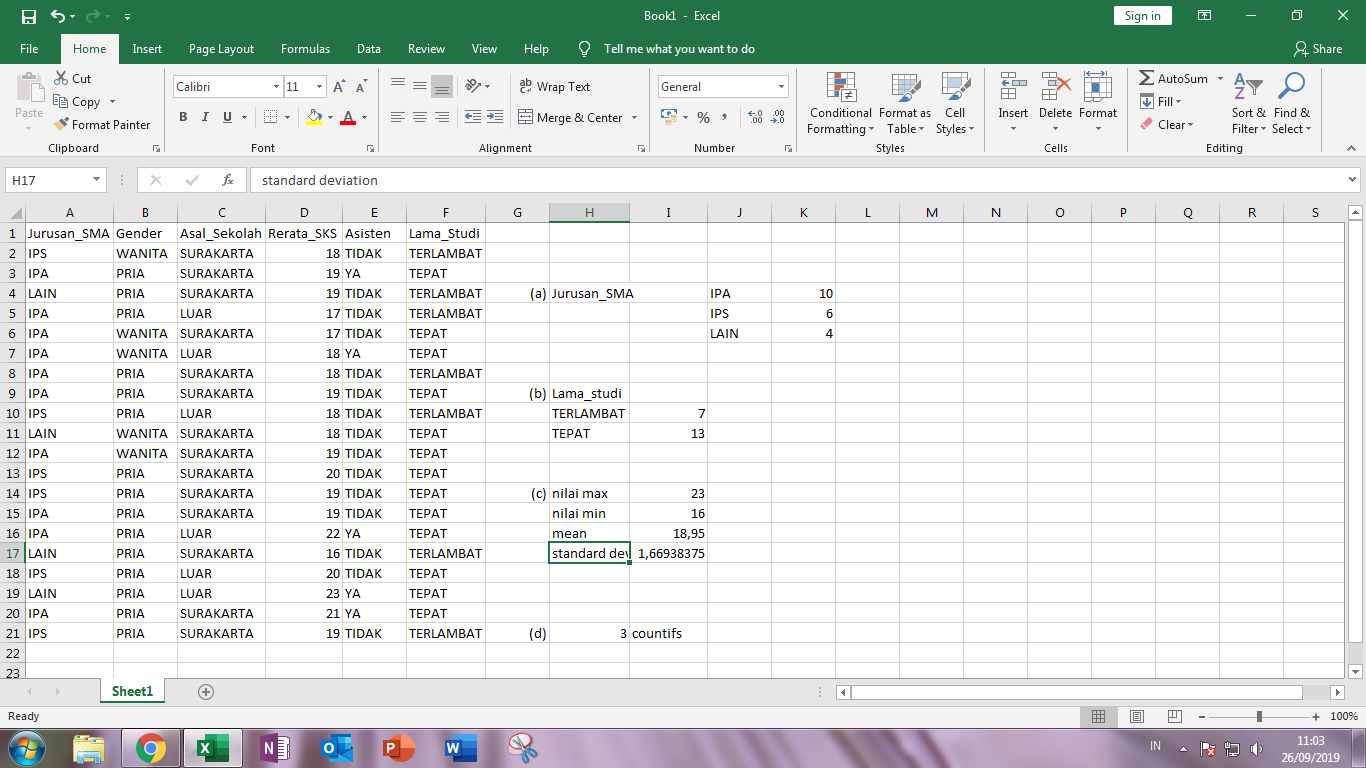 Book1 - Excel
Sign in
File Home Insert Page Layout Formulas Data Review View Help Tell me what you want to do Share
Paste Cut Copy Format Painter Clipboard
Calibri 11 A A B I U A Font
ab Wrap Text Merge & Center Alignment
General % , Number
Conditional Formatting Format as Table Cell Styles Styles
Insert Delete Format Cells
AutoSum Fill Clear Sort & Filter Find & Select Editing
H17 fx standard deviation
A B C D E F G H I J K L M N O P Q R S
1 Jurusan_SMA Gender Asal_Sekolah Rerata_SKS Asisten Lama_Studi
2 IPS WANITA SURAKARTA 18 TIDAK TERLAMBAT
3 IPA PRIA SURAKARTA 19 YA TEPAT
4 LAIN PRIA SURAKARTA 19 TIDAK TERLAMBAT (a) Jurusan_SMA IPA 10
5 IPA PRIA LUAR 17 TIDAK TERLAMBAT IPS 6
6 IPA WANITA SURAKARTA 17 TIDAK TEPAT LAIN 4
7 IPA WANITA LUAR 18 YA TEPAT
8 IPA PRIA SURAKARTA 18 TIDAK TERLAMBAT
9 IPA PRIA SURAKARTA 19 TIDAK TEPAT (b) Lama_studi
10 IPS PRIA LUAR 18 TIDAK TERLAMBAT TERLAMBAT 7
11 LAIN WANITA SURAKARTA 18 TIDAK TEPAT TEPAT 13
12 IPA WANITA SURAKARTA 19 TIDAK TEPAT
13 IPS PRIA SURAKARTA 20 TIDAK TEPAT
14 IPS PRIA SURAKARTA 19 TIDAK TEPAT (c) nilai max 23
15 IPA PRIA SURAKARTA 19 TIDAK TEPAT nilai min 16
16 IPA PRIA LUAR 22 YA TEPAT mean 18,95
17 LAIN PRIA SURAKARTA 16 TIDAK TERLAMBAT standard dev 1,66938375
18 IPS PRIA LUAR 20 TIDAK TEPAT
19 LAIN PRIA LUAR 23 YA TEPAT
20 IPA PRIA SURAKARTA 21 YA TEPAT
21 IPS PRIA SURAKARTA 19 TIDAK TERLAMBAT (d) 3 countifs
22
23
Sheet1
Ready 100%
IN 11:03
26/09/2019